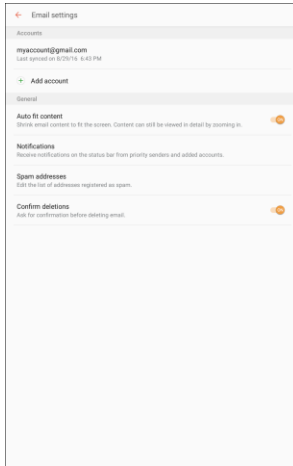 Email settings
Accounts
myaccount@gmail.com
Last synced on 8/29/16 6:43 PM
+ Add account
General
Auto fit content
Shrink email content to fit the screen. Content can still be viewed in detail by zooming in.
ON
Notifications
Receive notifications on the status bar from priority senders and added accounts.
Spam addresses
Edit the list of addresses registered as spam.
Confirm deletions
Ask for confirmation before deleting email.
ON